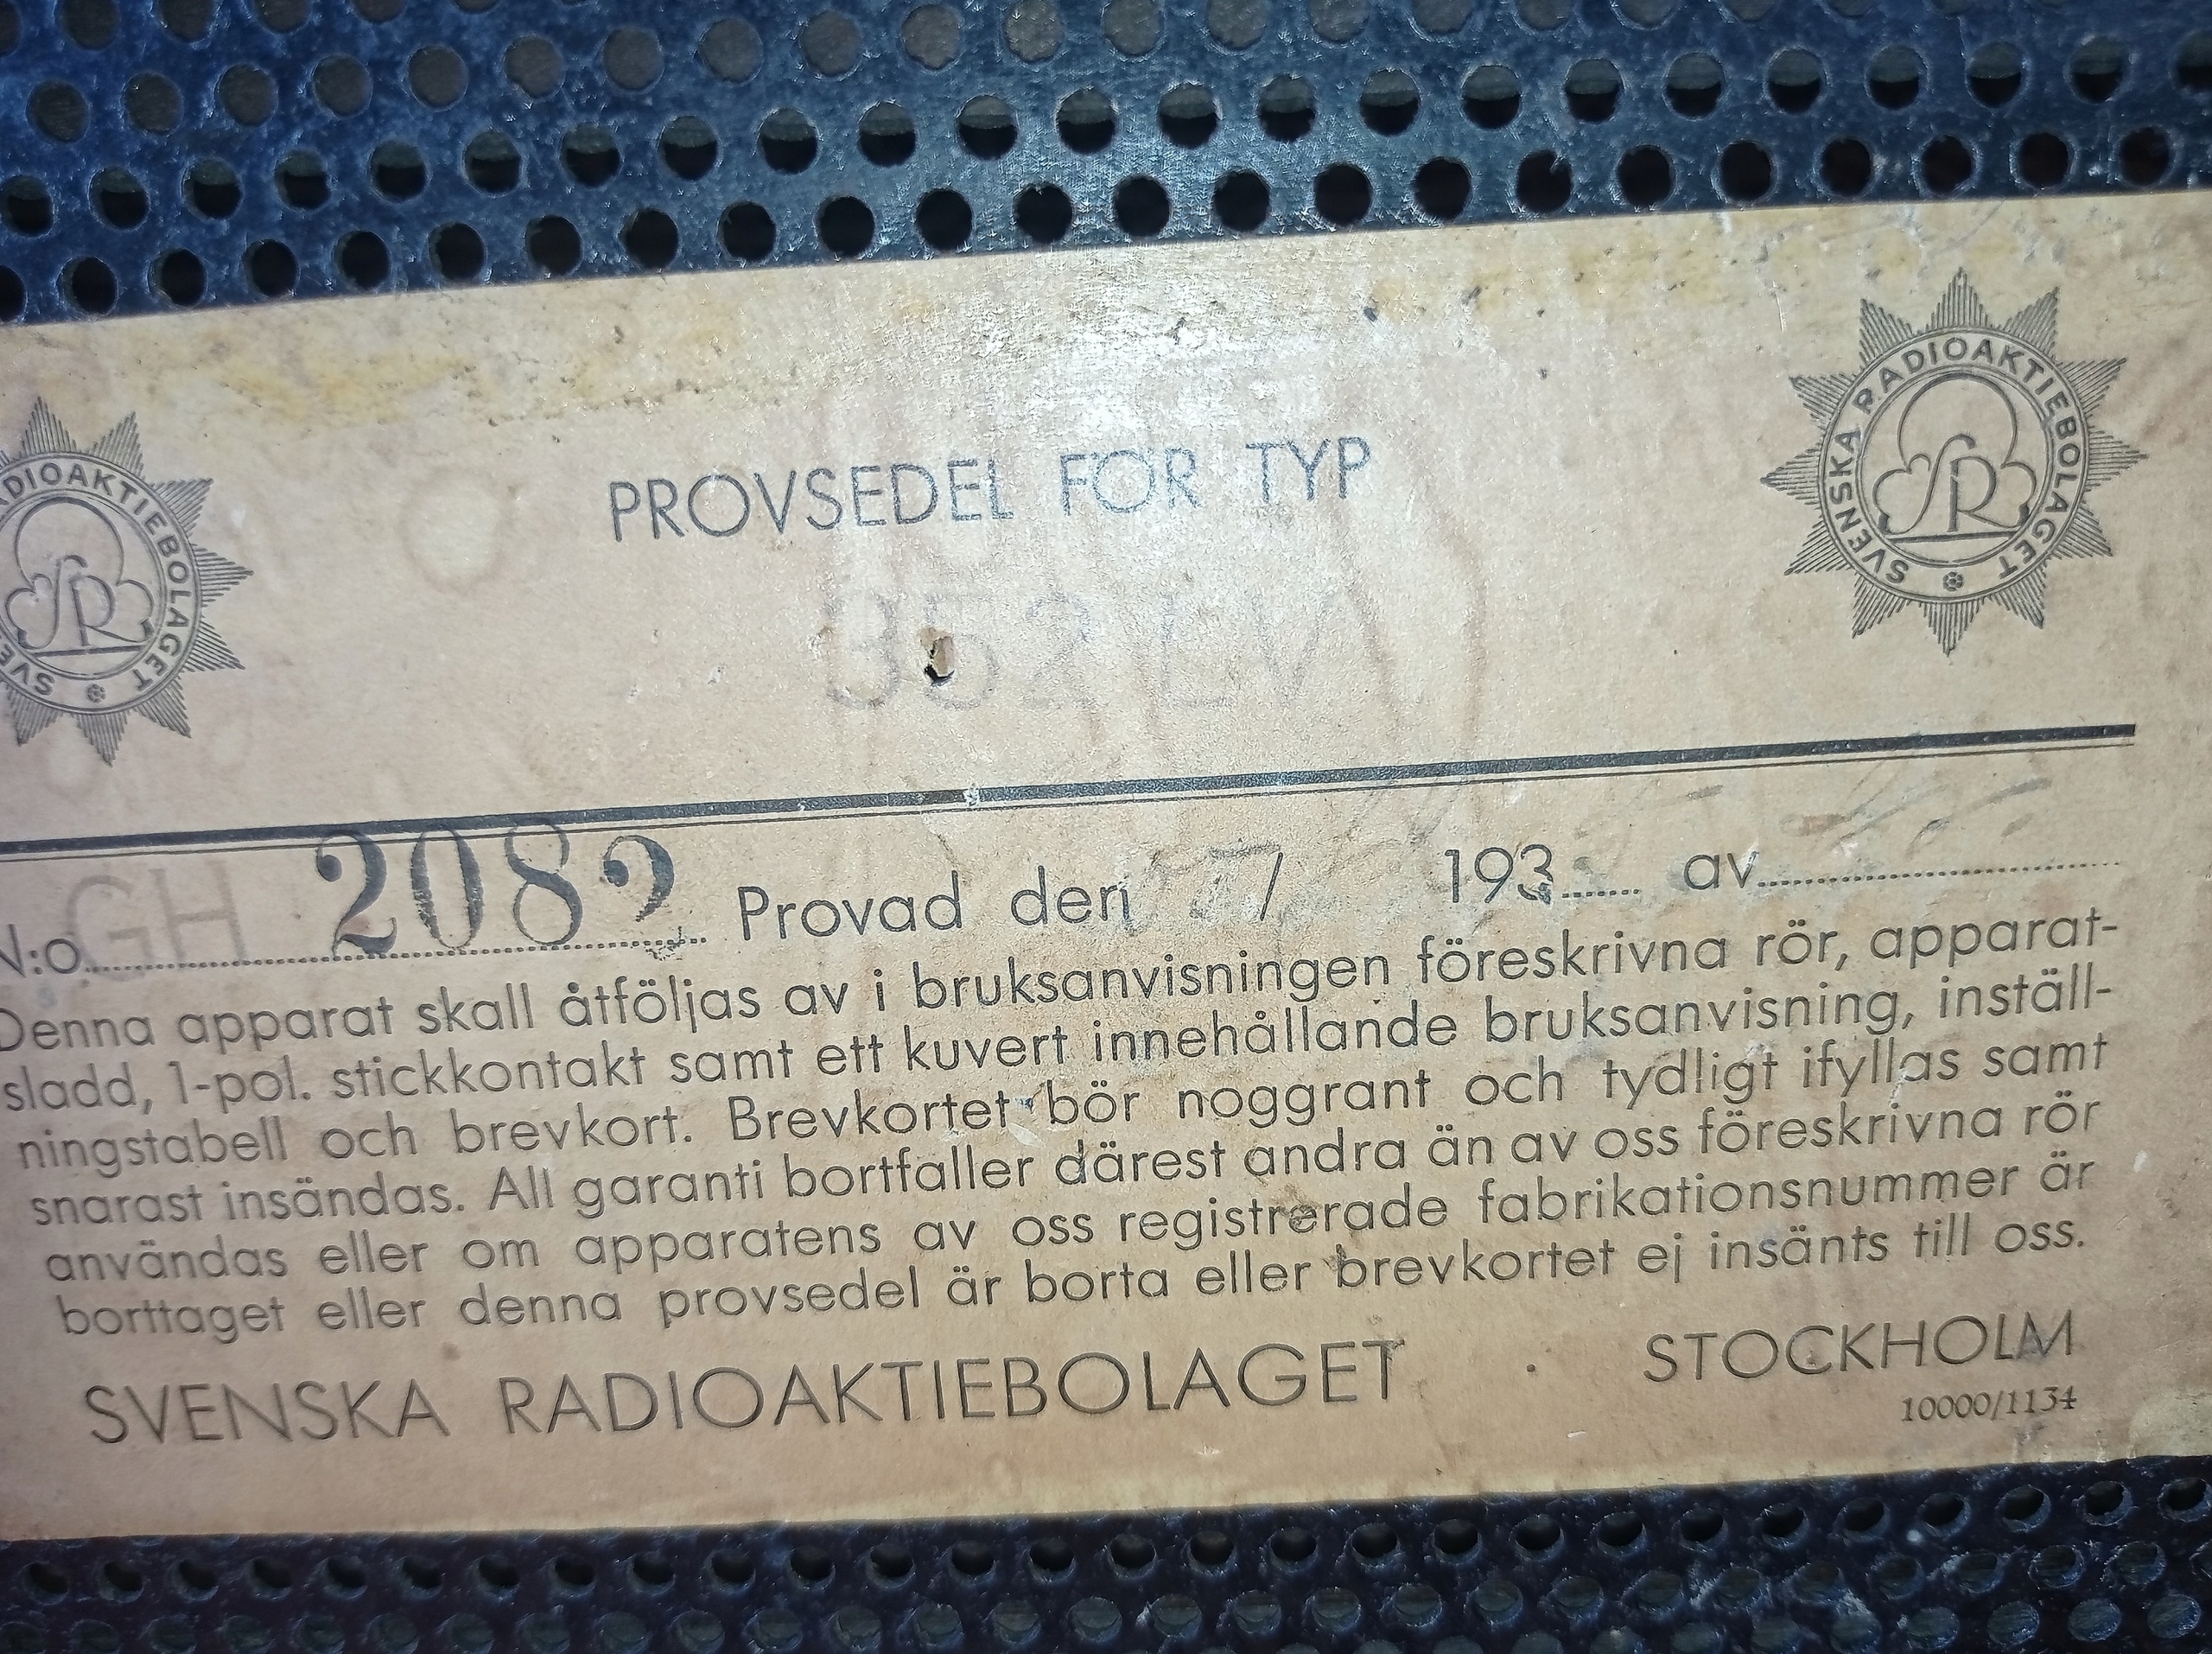 SVENSKA RADIOAKTIEBOLAGET
SR
PROVSEDEL FÖR TYP
352 LV
N:o GH 2082 Provad den 7/ 193 av
Denna apparat skall åtföljas av i bruksanvisningen föreskrivna rör, apparat-
sladd, 1-pol. stickkontakt samt ett kuvert innehållande bruksanvisning, inställ-
ningstabell och brevkort. Brevkortet bör noggrant och tydligt ifyllas samt
snarast insändas. All garanti bortfaller därest andra än av oss föreskrivna rör
användas eller om apparatens av oss registrerade fabrikationsnummer är
borttaget eller denna provsedel är borta eller brevkortet ej insänts till oss.
SVENSKA RADIOAKTIEBOLAGET · STOCKHOLM
10000/1134